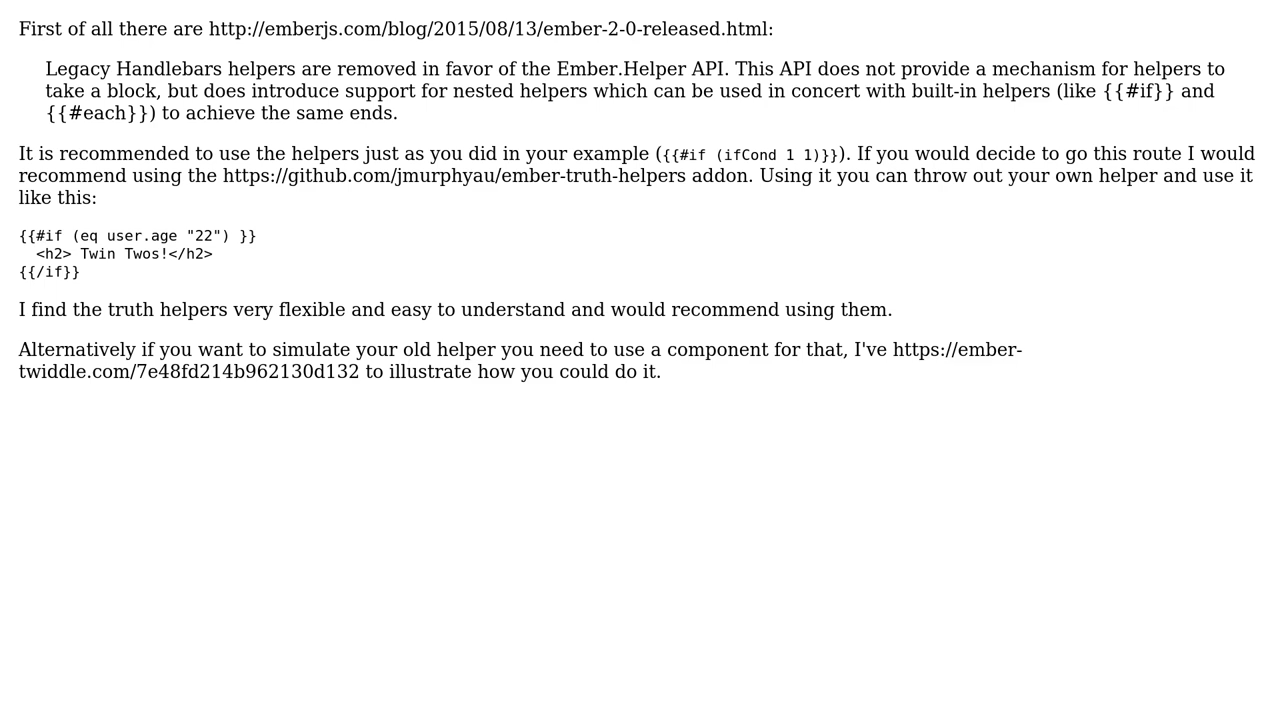 First of all there are http://emberjs.com/blog/2015/08/13/ember-2-0-released.html:
Legacy Handlebars helpers are removed in favor of the Ember.Helper API. This API does not provide a mechanism for helpers to
take a block, but does introduce support for nested helpers which can be used in concert with built-in helpers (like {{#if}} and
{{#each}}) to achieve the same ends.
It is recommended to use the helpers just as you did in your example ({{#if (ifCond 1 1)}}). If you would decide to go this route I would
recommend using the https://github.com/jmurphyau/ember-truth-helpers addon. Using it you can throw out your own helper and use it
like this:
{{#if (eq user.age "22") }}
  <h2> Twin Twos!</h2>
{{/if}}
I find the truth helpers very flexible and easy to understand and would recommend using them.
Alternatively if you want to simulate your old helper you need to use a component for that, I've https://ember-
twiddle.com/7e48fd214b962130d132 to illustrate how you could do it.